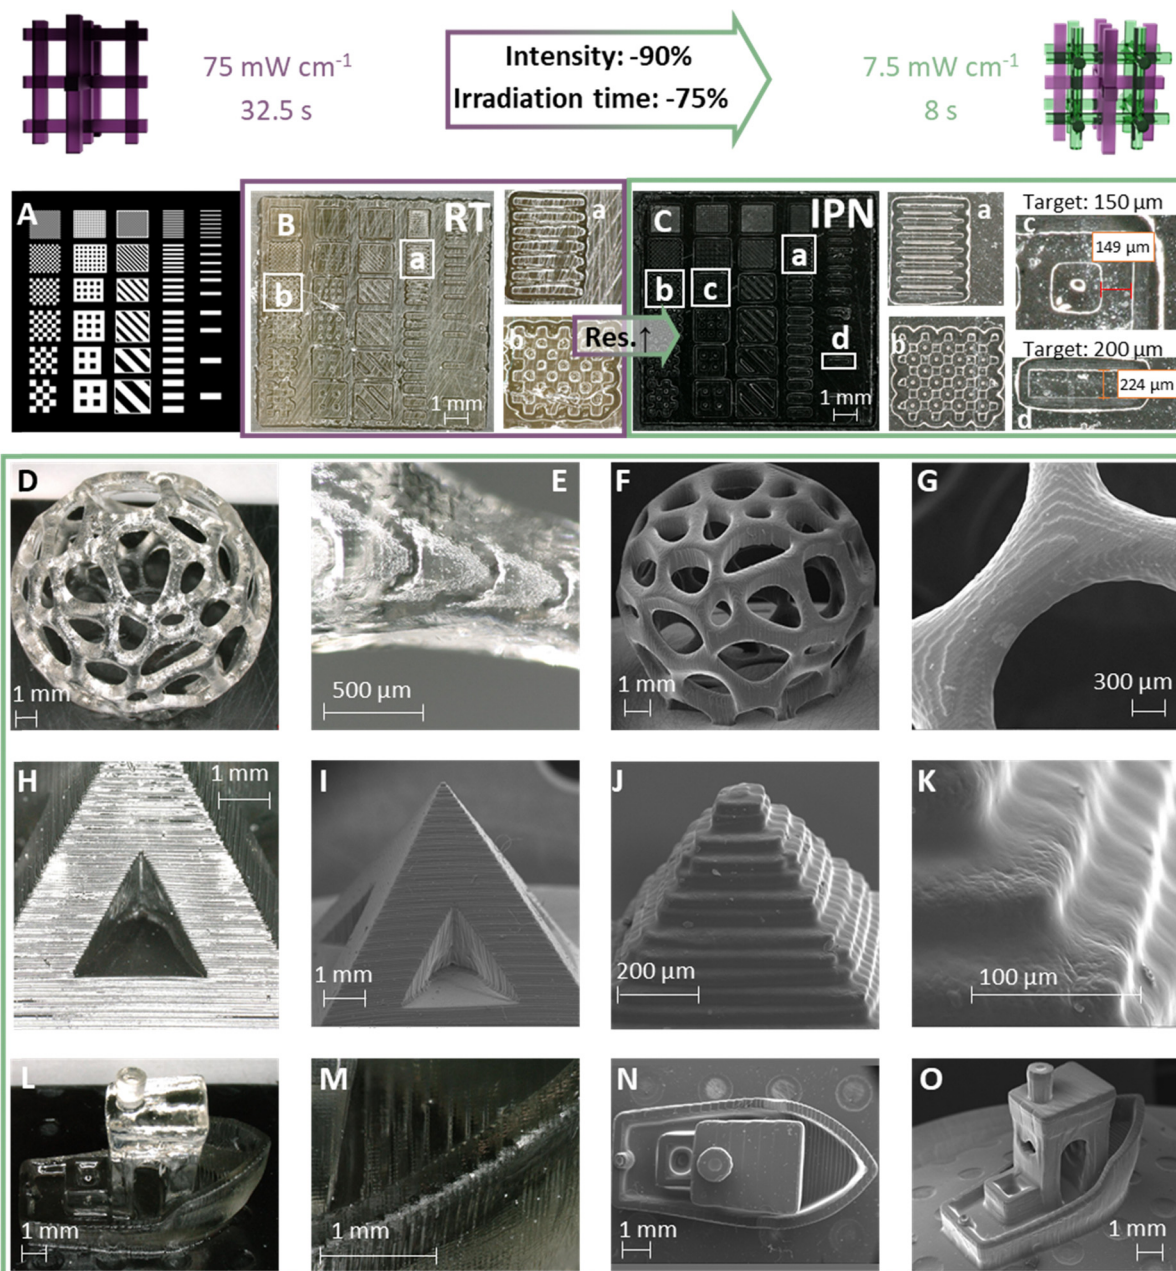 75 mW cm-1
32.5 s
Intensity: -90%
Irradiation time: -75%
7.5 mW cm-1
8 s
A
B
RT
a
b
1 mm
a
b
Res.↑
C
IPN
a
b
c
d
1 mm
a
b
Target: 150 µm
c
149 µm
Target: 200 µm
224 µm
d
D
1 mm
E
500 µm
F
1 mm
G
300 µm
H
1 mm
I
1 mm
J
200 µm
K
100 µm
L
1 mm
M
1 mm
N
1 mm
O
1 mm